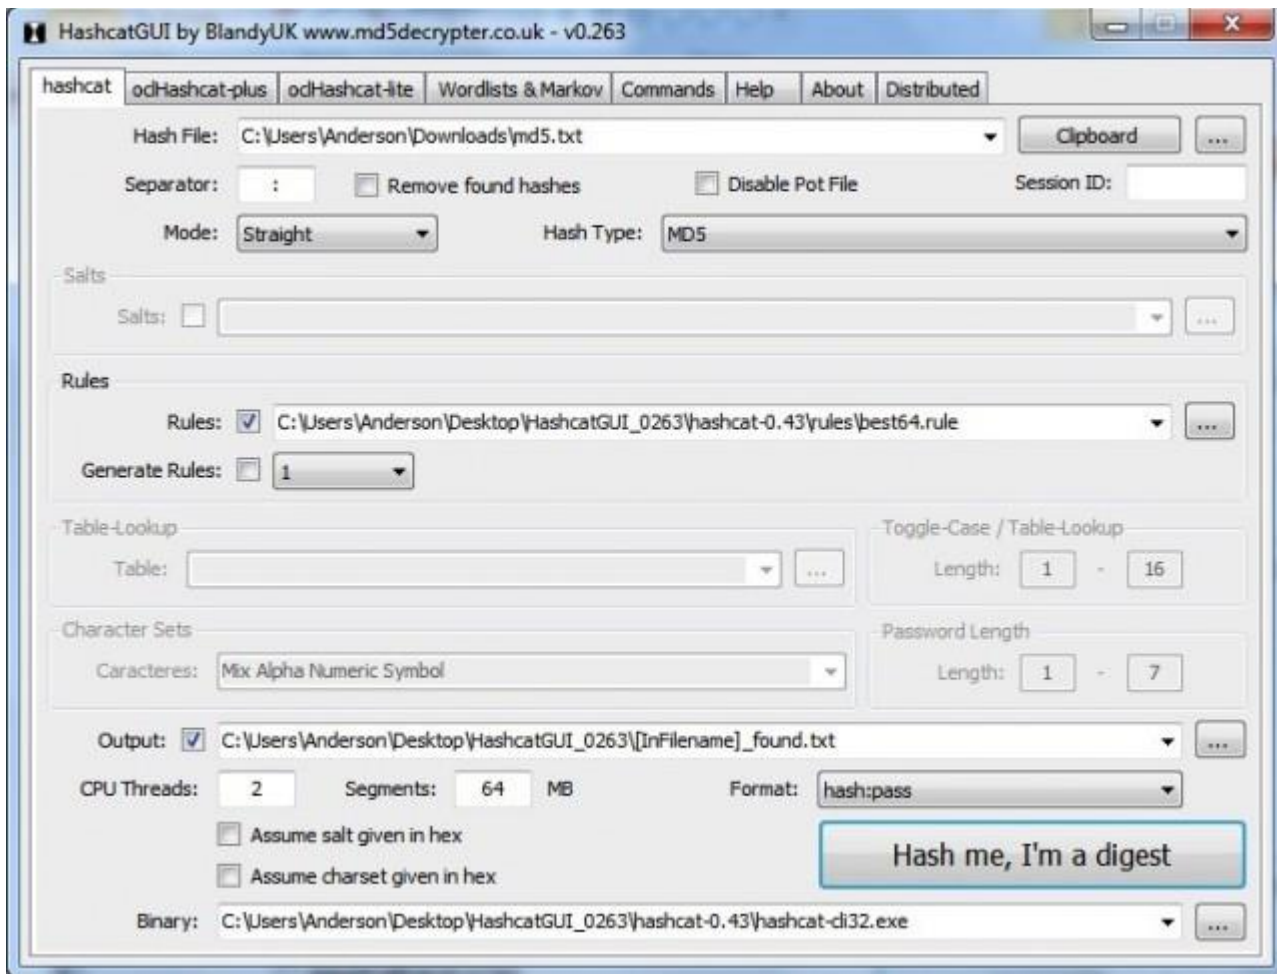 HashcatGUI by BlandyUK www.md5decrypter.co.uk - v0.263
hashcat odHashcat-plus odHashcat-lite Wordlists & Markov Commands Help About Distributed
Hash File: C:\Users\Anderson\Downloads\md5.txt Clipboard ...
Separator: : Remove found hashes Disable Pot File Session ID:
Mode: Straight Hash Type: MD5
Salts
Salts: ...
Rules
Rules: C:\Users\Anderson\Desktop\HashcatGUI_0263\hashcat-0.43\rules\best64.rule ...
Generate Rules: 1
Table-Lookup Toggle-Case / Table-Lookup
Table: ... Length: 1 - 16
Character Sets Password Length
Caracteres: Mix Alpha Numeric Symbol Length: 1 - 7
Output: C:\Users\Anderson\Desktop\HashcatGUI_0263\[InFilename]_found.txt ...
CPU Threads: 2 Segments: 64 MB Format: hash:pass
Assume salt given in hex
Hash me, I'm a digest
Assume charset given in hex
Binary: C:\Users\Anderson\Desktop\HashcatGUI_0263\hashcat-0.43\hashcat-cli32.exe ...